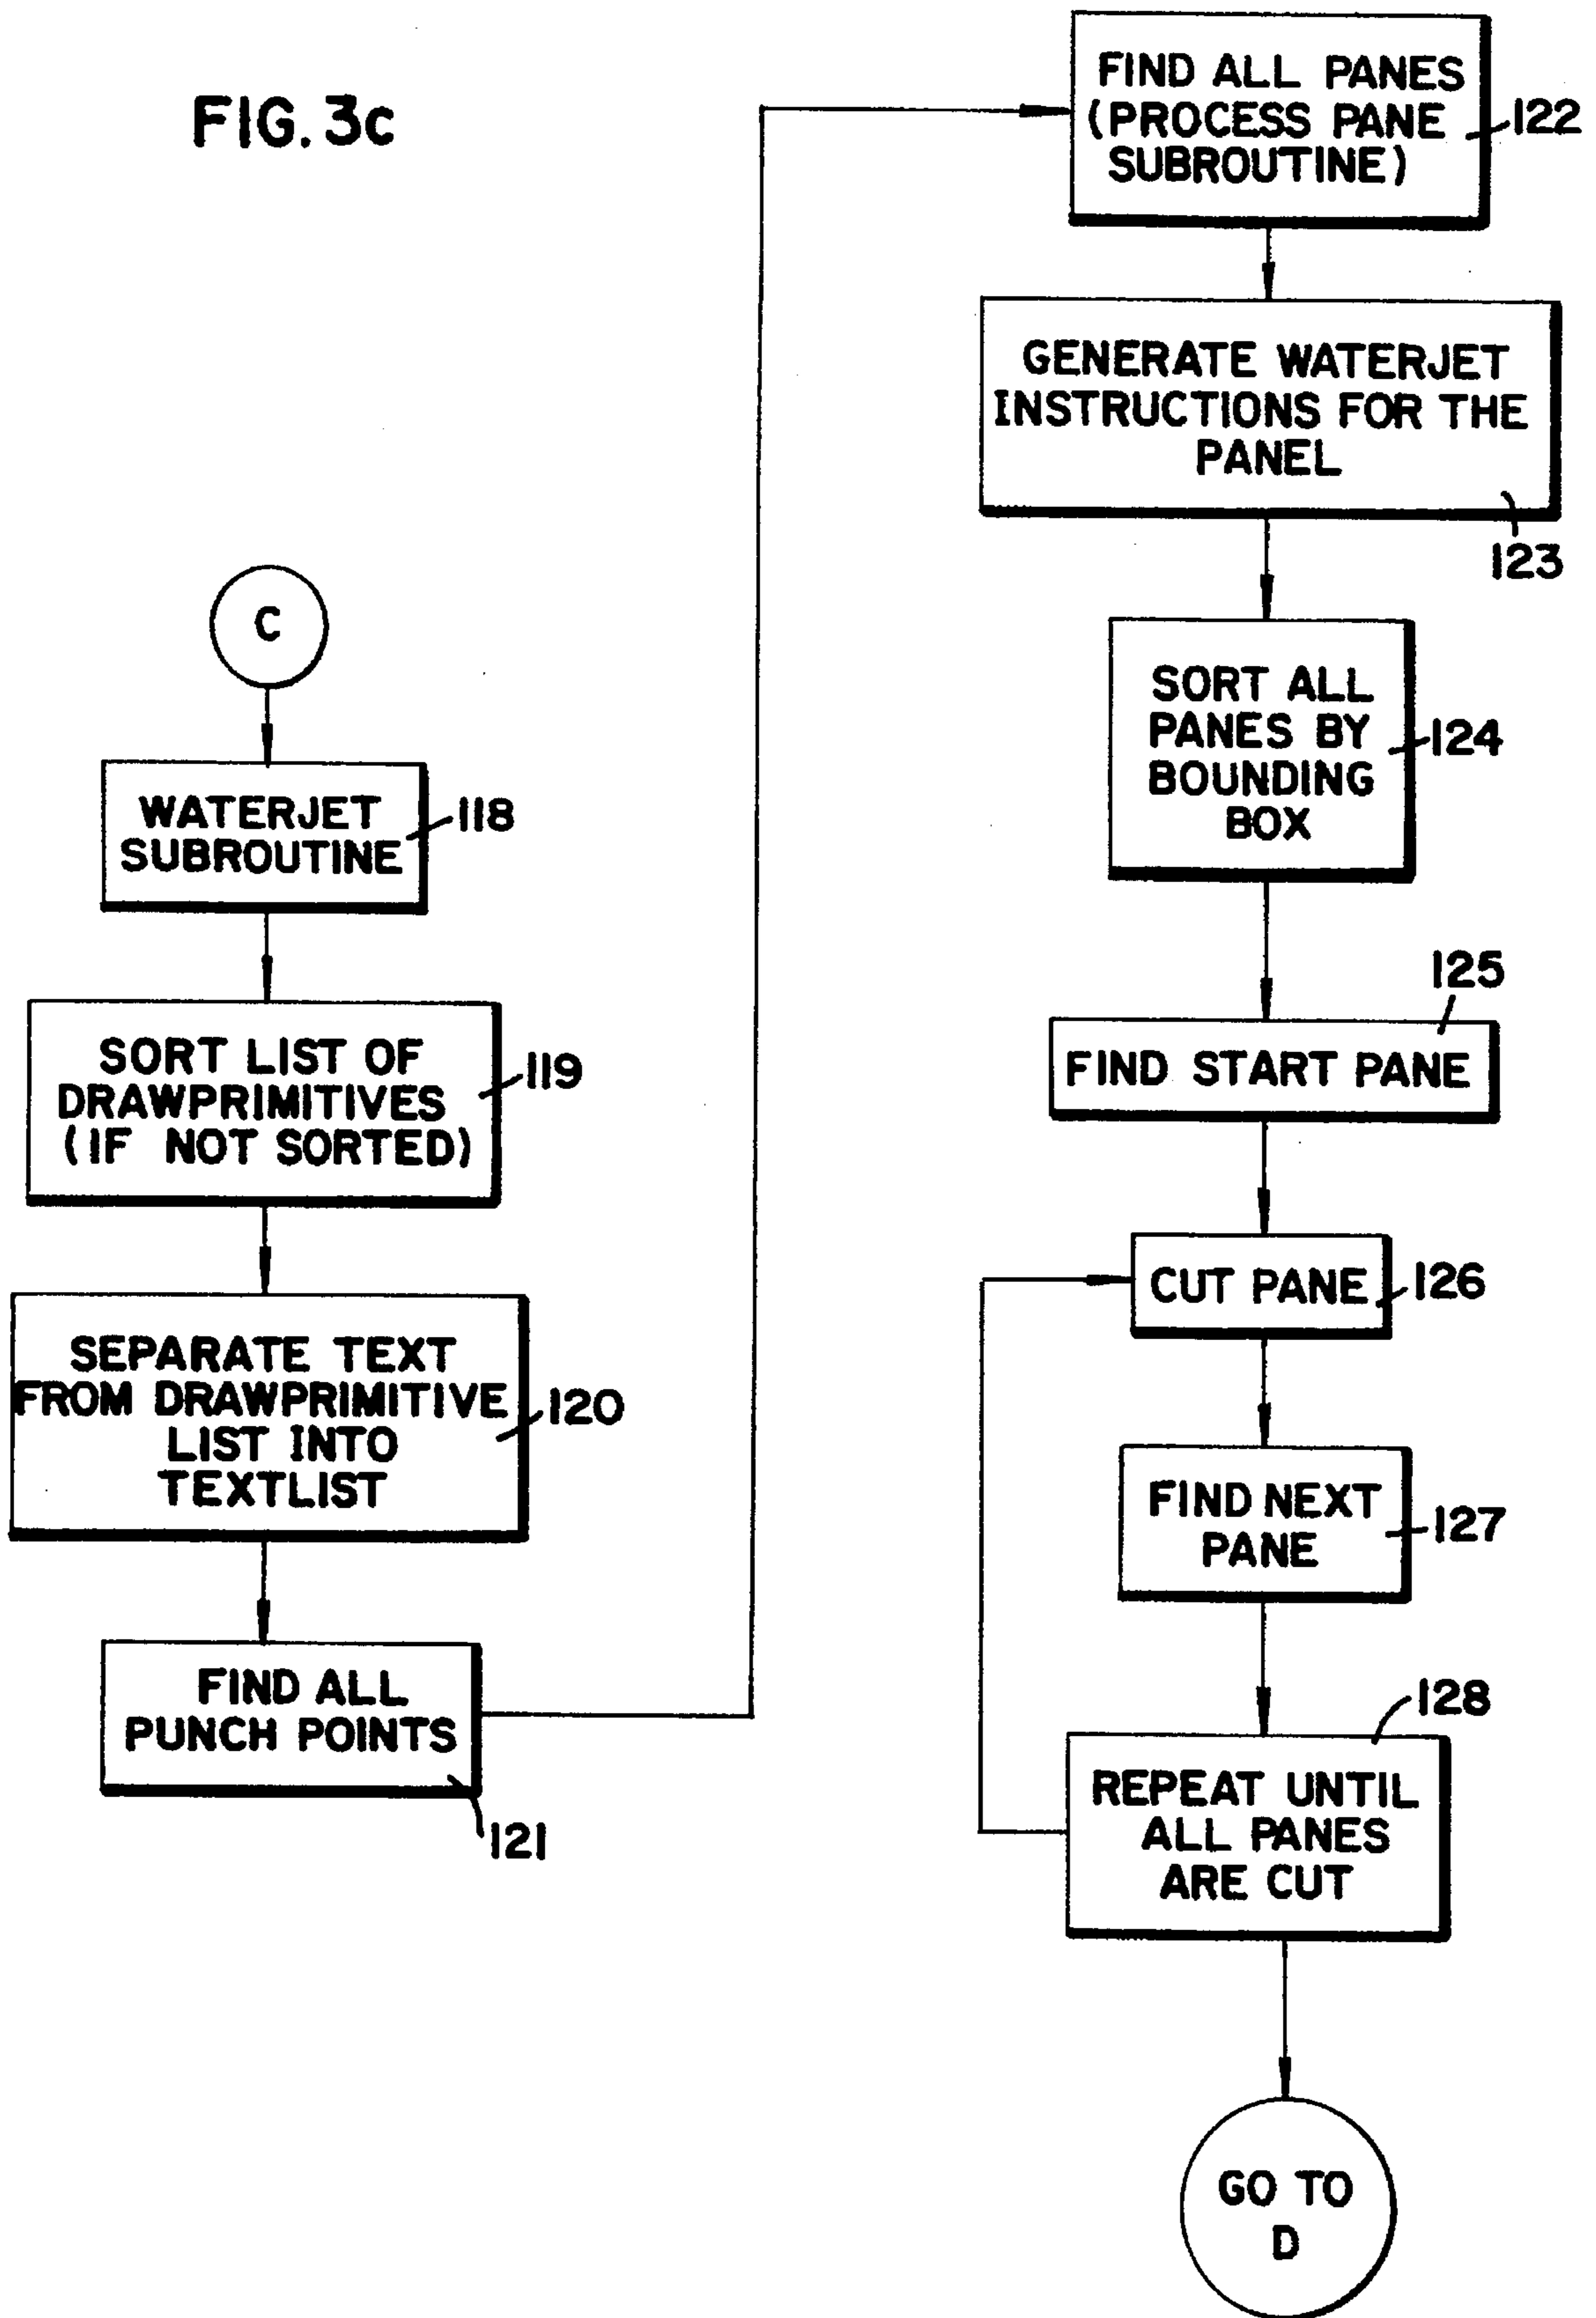 FIG. 3c
C
WATERJET
SUBROUTINE
118
SORT LIST OF
DRAWPRIMITIVES
(IF NOT SORTED)
119
SEPARATE TEXT
FROM DRAWPRIMITIVE
LIST INTO
TEXTLIST
120
FIND ALL
PUNCH POINTS
121
FIND ALL PANES
(PROCESS PANE
SUBROUTINE)
122
GENERATE WATERJET
INSTRUCTIONS FOR THE
PANEL
123
SORT ALL
PANES BY
BOUNDING
BOX
124
125
FIND START PANE
CUT PANE
126
FIND NEXT
PANE
127
128
REPEAT UNTIL
ALL PANES
ARE CUT
GO TO
D